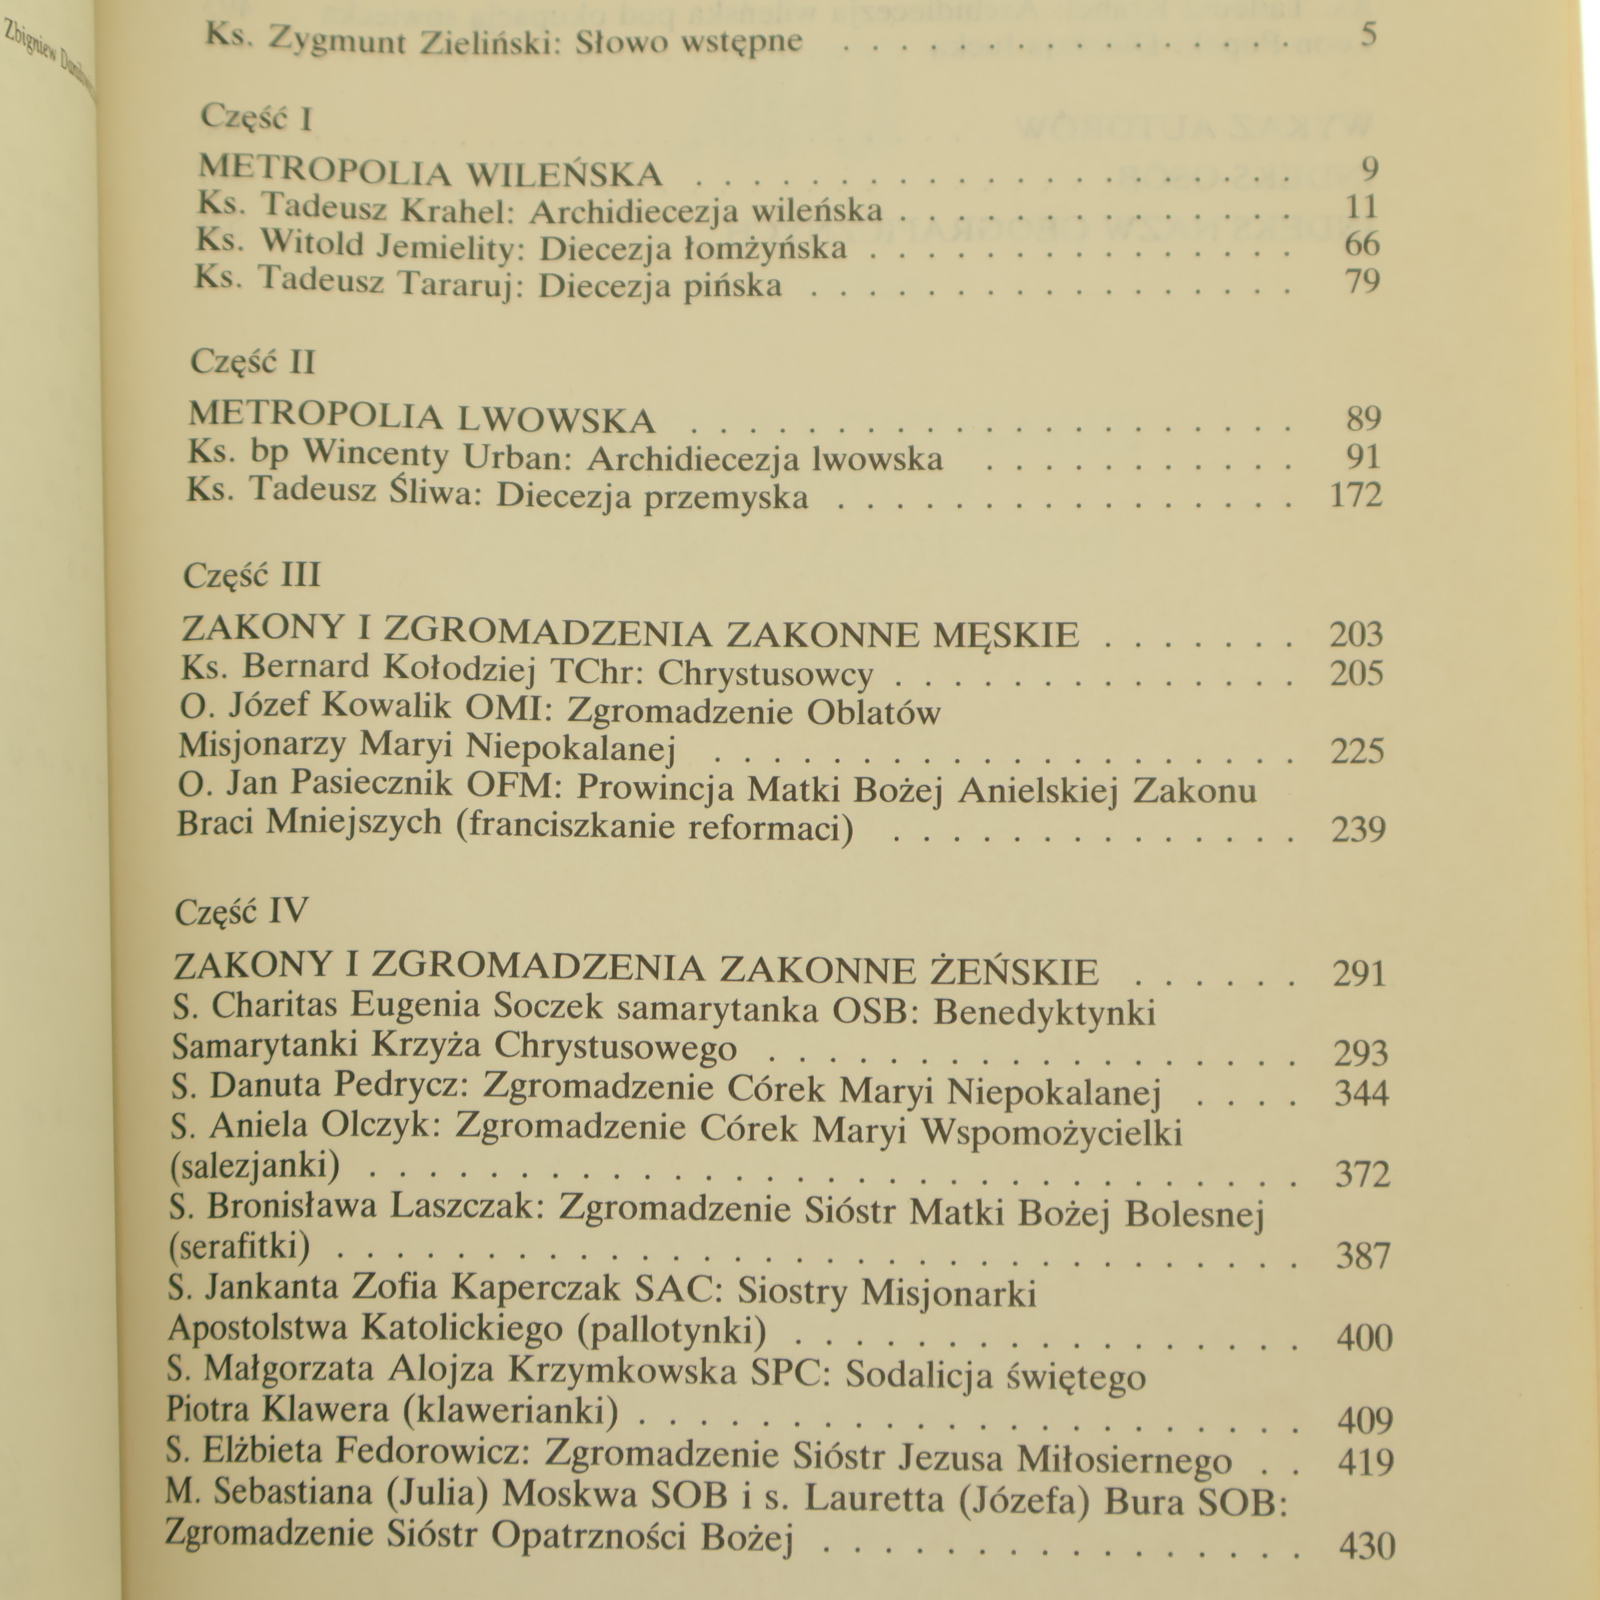 Zbigniew
Ks. Zygmunt Zieliński: Słowo wstępne . . . . . . . . . . . . . . . . 5
Część I
METROPOLIA WILEŃSKA . . . . . . . . . . . . . . . . . . . . . 9
Ks. Tadeusz Krahel: Archidiecezja wileńska . . . . . . . . . . . . . . 11
Ks. Witold Jemielity: Diecezja łomżyńska . . . . . . . . . . . . . . . 66
Ks. Tadeusz Tararuj: Diecezja pińska . . . . . . . . . . . . . . . . . 79
Część II
METROPOLIA LWOWSKA . . . . . . . . . . . . . . . . . . . . . 89
Ks. bp Wincenty Urban: Archidiecezja lwowska . . . . . . . . . . . 91
Ks. Tadeusz Śliwa: Diecezja przemyska . . . . . . . . . . . . . . . . 172
Część III
ZAKONY I ZGROMADZENIA ZAKONNE MĘSKIE . . . . . . . 203
Ks. Bernard Kołodziej TChr: Chrystusowcy . . . . . . . . . . . . . . 205
O. Józef Kowalik OMI: Zgromadzenie Oblatów
Misjonarzy Maryi Niepokalanej . . . . . . . . . . . . . . . . . . . . 225
O. Jan Pasiecznik OFM: Prowincja Matki Bożej Anielskiej Zakonu
Braci Mniejszych (franciszkanie reformaci) . . . . . . . . . . . . . . 239
Część IV
ZAKONY I ZGROMADZENIA ZAKONNE ŻEŃSKIE . . . . . . 291
S. Charitas Eugenia Soczek samarytanka OSB: Benedyktynki
Samarytanki Krzyża Chrystusowego . . . . . . . . . . . . . . . . . . 293
S. Danuta Pedrycz: Zgromadzenie Córek Maryi Niepokalanej . . . . 344
S. Aniela Olczyk: Zgromadzenie Córek Maryi Wspomożycielki
(salezjanki) . . . . . . . . . . . . . . . . . . . . . . . . . . . . . . . 372
S. Bronisława Laszczak: Zgromadzenie Sióstr Matki Bożej Bolesnej
(serafitki) . . . . . . . . . . . . . . . . . . . . . . . . . . . . . . . . 387
S. Jankanta Zofia Kaperczak SAC: Siostry Misjonarki
Apostolstwa Katolickiego (pallotynki) . . . . . . . . . . . . . . . . . 400
S. Małgorzata Alojza Krzymkowska SPC: Sodalicja świętego
Piotra Klawera (klawerianki) . . . . . . . . . . . . . . . . . . . . . . 409
S. Elżbieta Fedorowicz: Zgromadzenie Sióstr Jezusa Miłosiernego . . 419
M. Sebastiana (Julia) Moskwa SOB i s. Lauretta (Józefa) Bura SOB:
Zgromadzenie Sióstr Opatrzności Bożej . . . . . . . . . . . . . . . . 430